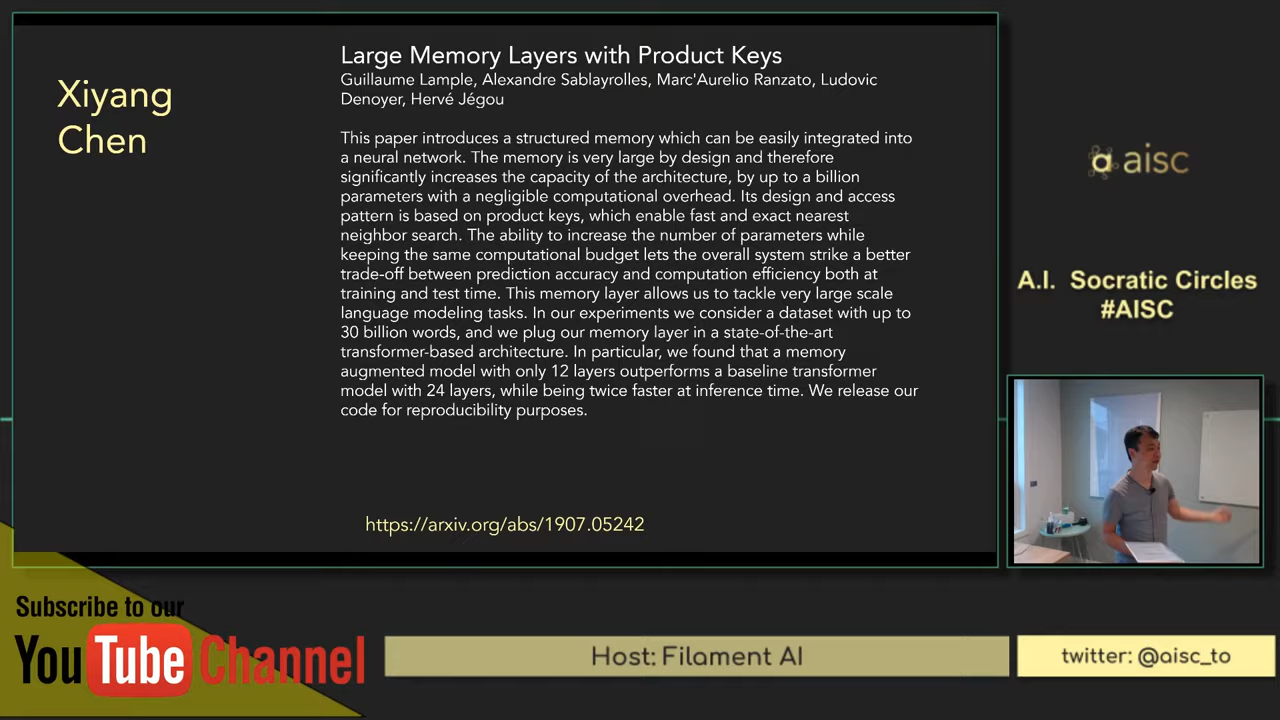 Xiyang
Chen
Large Memory Layers with Product Keys
Guillaume Lample, Alexandre Sablayrolles, Marc'Aurelio Ranzato, Ludovic
Denoyer, Hervé Jégou
This paper introduces a structured memory which can be easily integrated into
a neural network. The memory is very large by design and therefore
significantly increases the capacity of the architecture, by up to a billion
parameters with a negligible computational overhead. Its design and access
pattern is based on product keys, which enable fast and exact nearest
neighbor search. The ability to increase the number of parameters while
keeping the same computational budget lets the overall system strike a better
trade-off between prediction accuracy and computation efficiency both at
training and test time. This memory layer allows us to tackle very large scale
language modeling tasks. In our experiments we consider a dataset with up to
30 billion words, and we plug our memory layer in a state-of-the-art
transformer-based architecture. In particular, we found that a memory
augmented model with only 12 layers outperforms a baseline transformer
model with 24 layers, while being twice faster at inference time. We release our
code for reproducibility purposes.
https://arxiv.org/abs/1907.05242
a aisc
A.I. Socratic Circles
#AISC
Subscribe to our
YouTube Channel
Host: Filament AI
twitter: @aisc_to